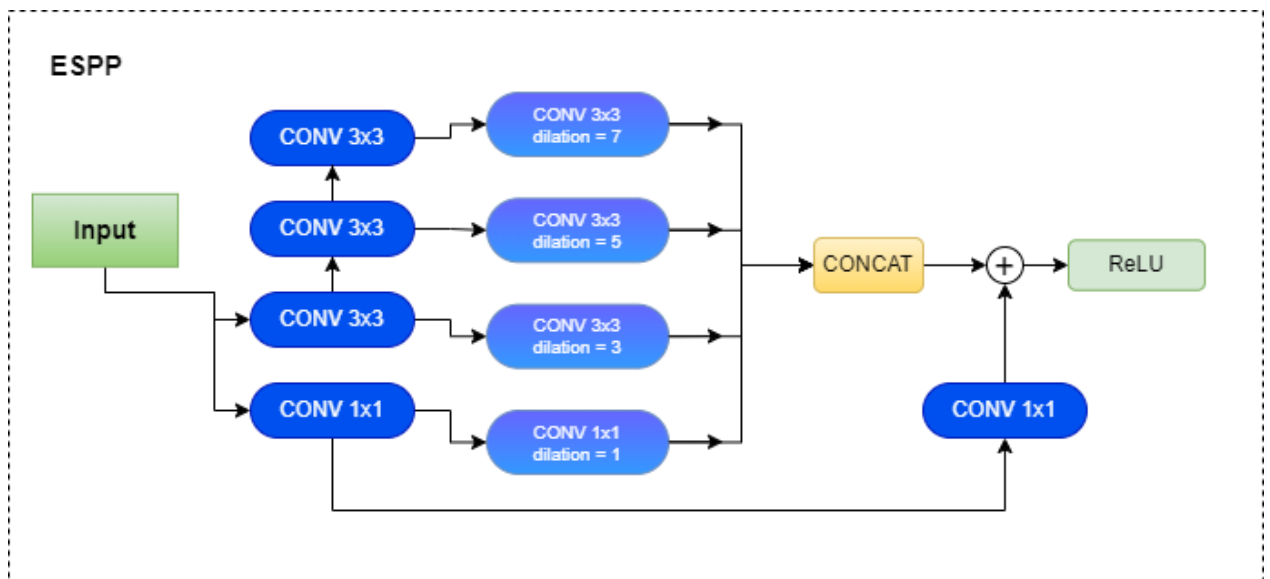 ESPP
Input
CONV 3x3
CONV 3x3
CONV 3x3
CONV 1x1
CONV 3x3
dilation = 7
CONV 3x3
dilation = 5
CONV 3x3
dilation = 3
CONV 1x1
dilation = 1
CONCAT
+
ReLU
CONV 1x1